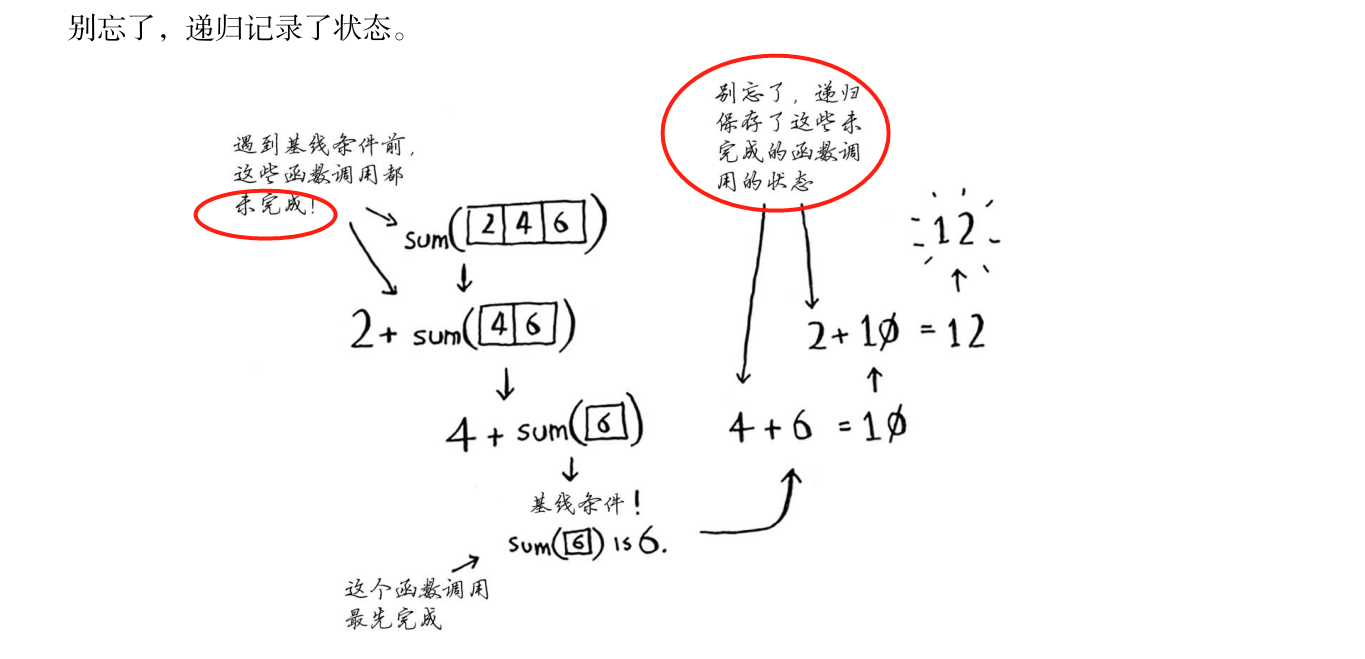 别忘了，递归记录了状态。
遇到基线条件前，
这些函数调用都
未完成！
sum(2 4 6)
2+ sum(4 6)
4 + sum(6)
基线条件！
sum(6) is 6.
这个函数调用
最先完成
别忘了，递归
保存了这些未
完成的函数调
用的状态
4+6 =10
2+10 =12
12